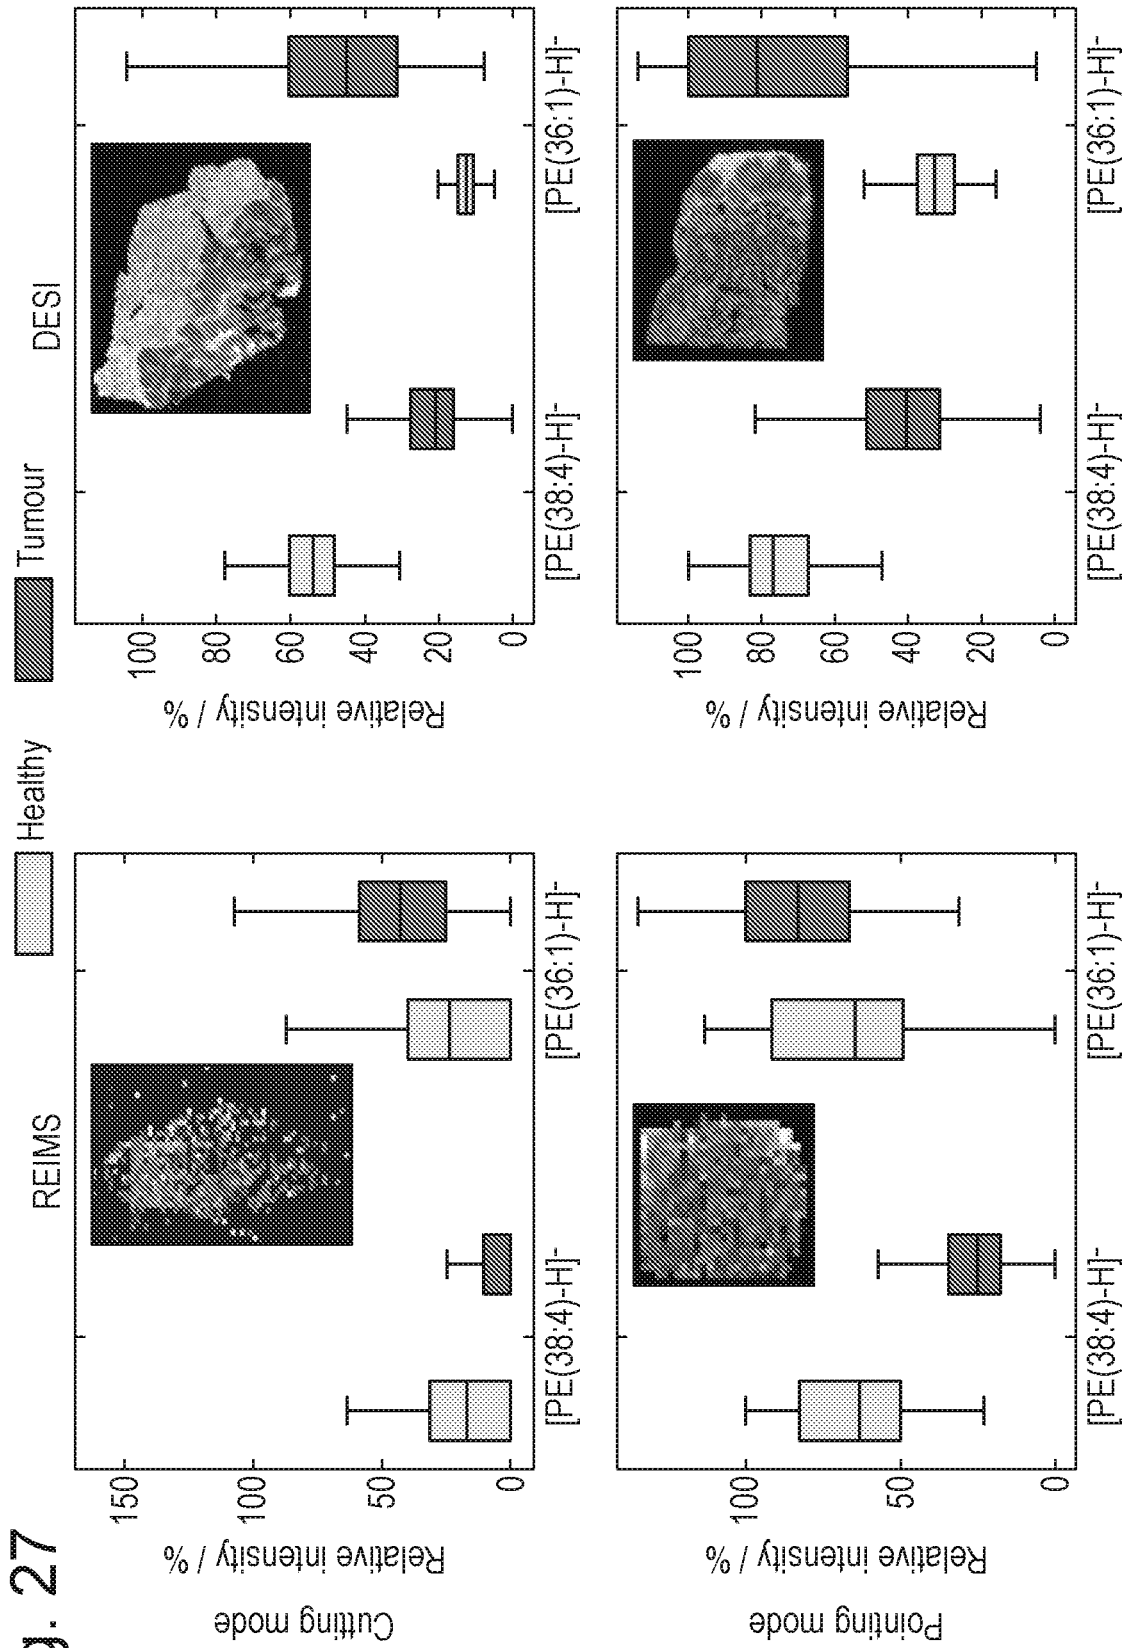 g. 27
Healthy
Tumour
REIMS
DESI
Cutting mode
Relative intensity / %
150
100
50
0
[PE(38:4)-H]-
[PE(36:1)-H]-
Relative intensity / %
100
80
60
40
20
0
[PE(38:4)-H]-
[PE(36:1)-H]-
Pointing mode
Relative intensity / %
100
50
0
[PE(38:4)-H]-
[PE(36:1)-H]-
Relative intensity / %
100
80
60
40
20
0
[PE(38:4)-H]-
[PE(36:1)-H]-